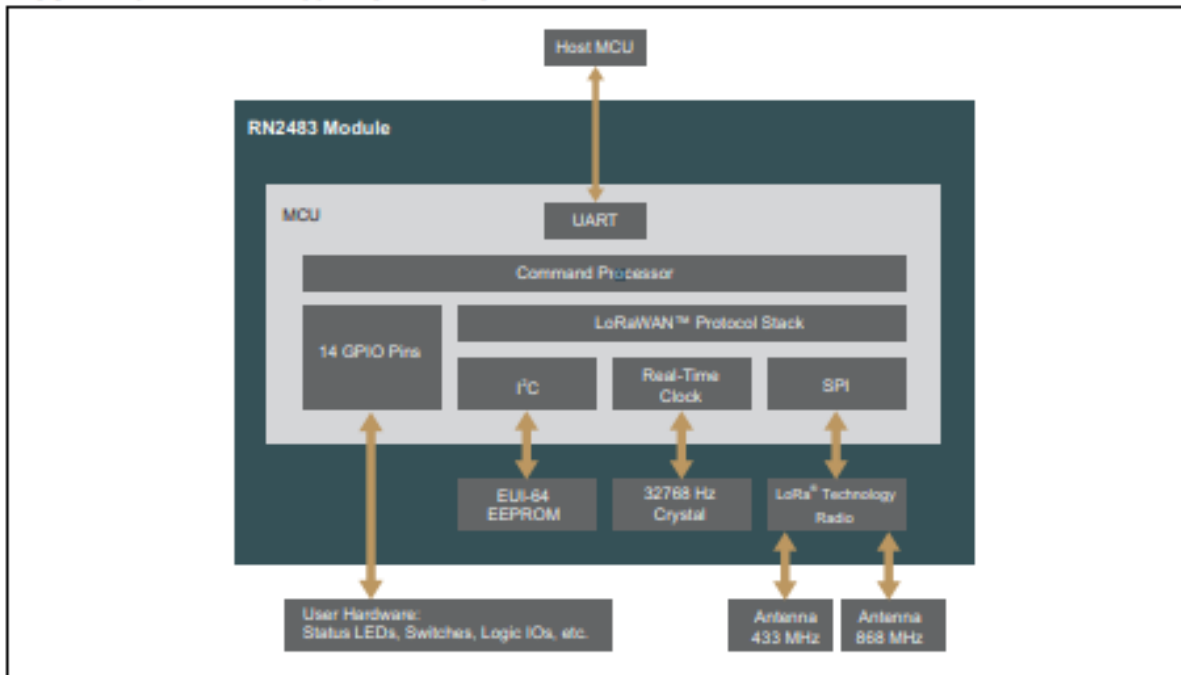 Host MCU
RN2483 Module
MCU
UART
Command Processor
14 GPIO Pins
LoRaWAN™ Protocol Stack
I²C
Real-Time
Clock
SPI
EUI-64
EEPROM
32768 Hz
Crystal
LoRa® Technology
Radio
User Hardware:
Status LEDs, Switches, Logic IOs, etc.
Antenna
433 MHz
Antenna
868 MHz